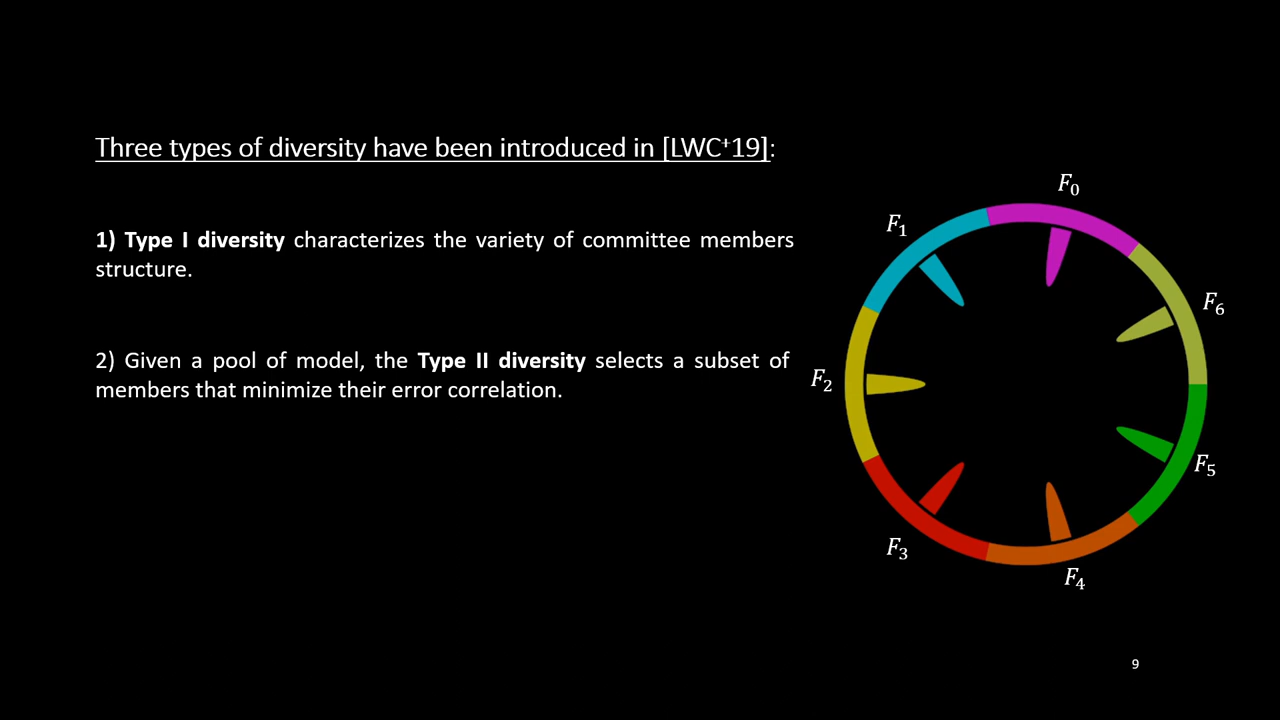 Three types of diversity have been introduced in [LWC⁺19]:
1) Type I diversity characterizes the variety of committee members
structure.
2) Given a pool of model, the Type II diversity selects a subset of
members that minimize their error correlation.
F₀
F₁
F₆
F₂
F₅
F₃
F₄
9